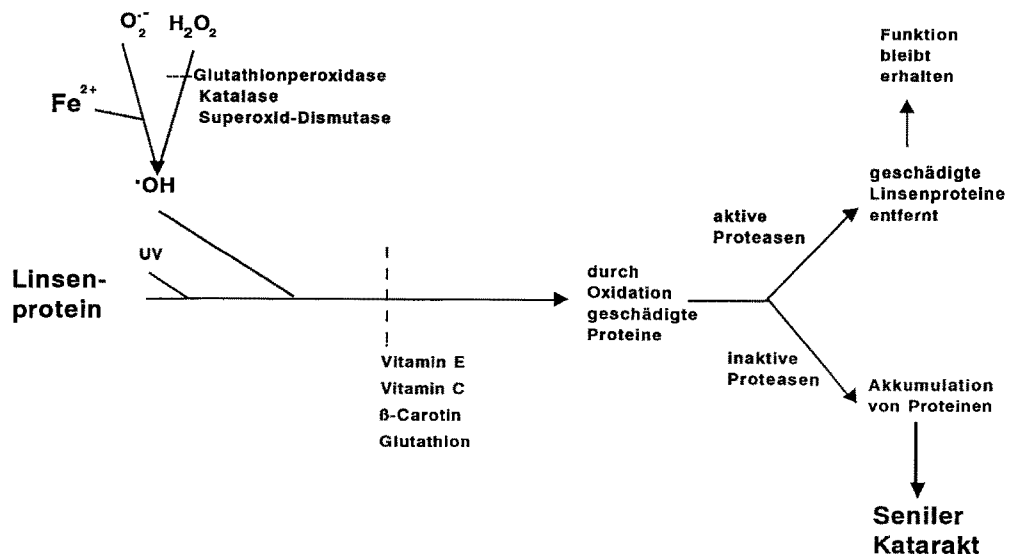 O₂·⁻ H₂O₂
Glutathionperoxidase
Katalase
Superoxid-Dismutase
Fe²⁺
·OH
UV
Linsen-
protein
Vitamin E
Vitamin C
ß-Carotin
Glutathion
durch
Oxidation
geschädigte
Proteine
aktive
Proteasen
geschädigte
Linsenproteine
entfernt
Funktion
bleibt
erhalten
inaktive
Proteasen
Akkumulation
von Proteinen
Seniler
Katarakt